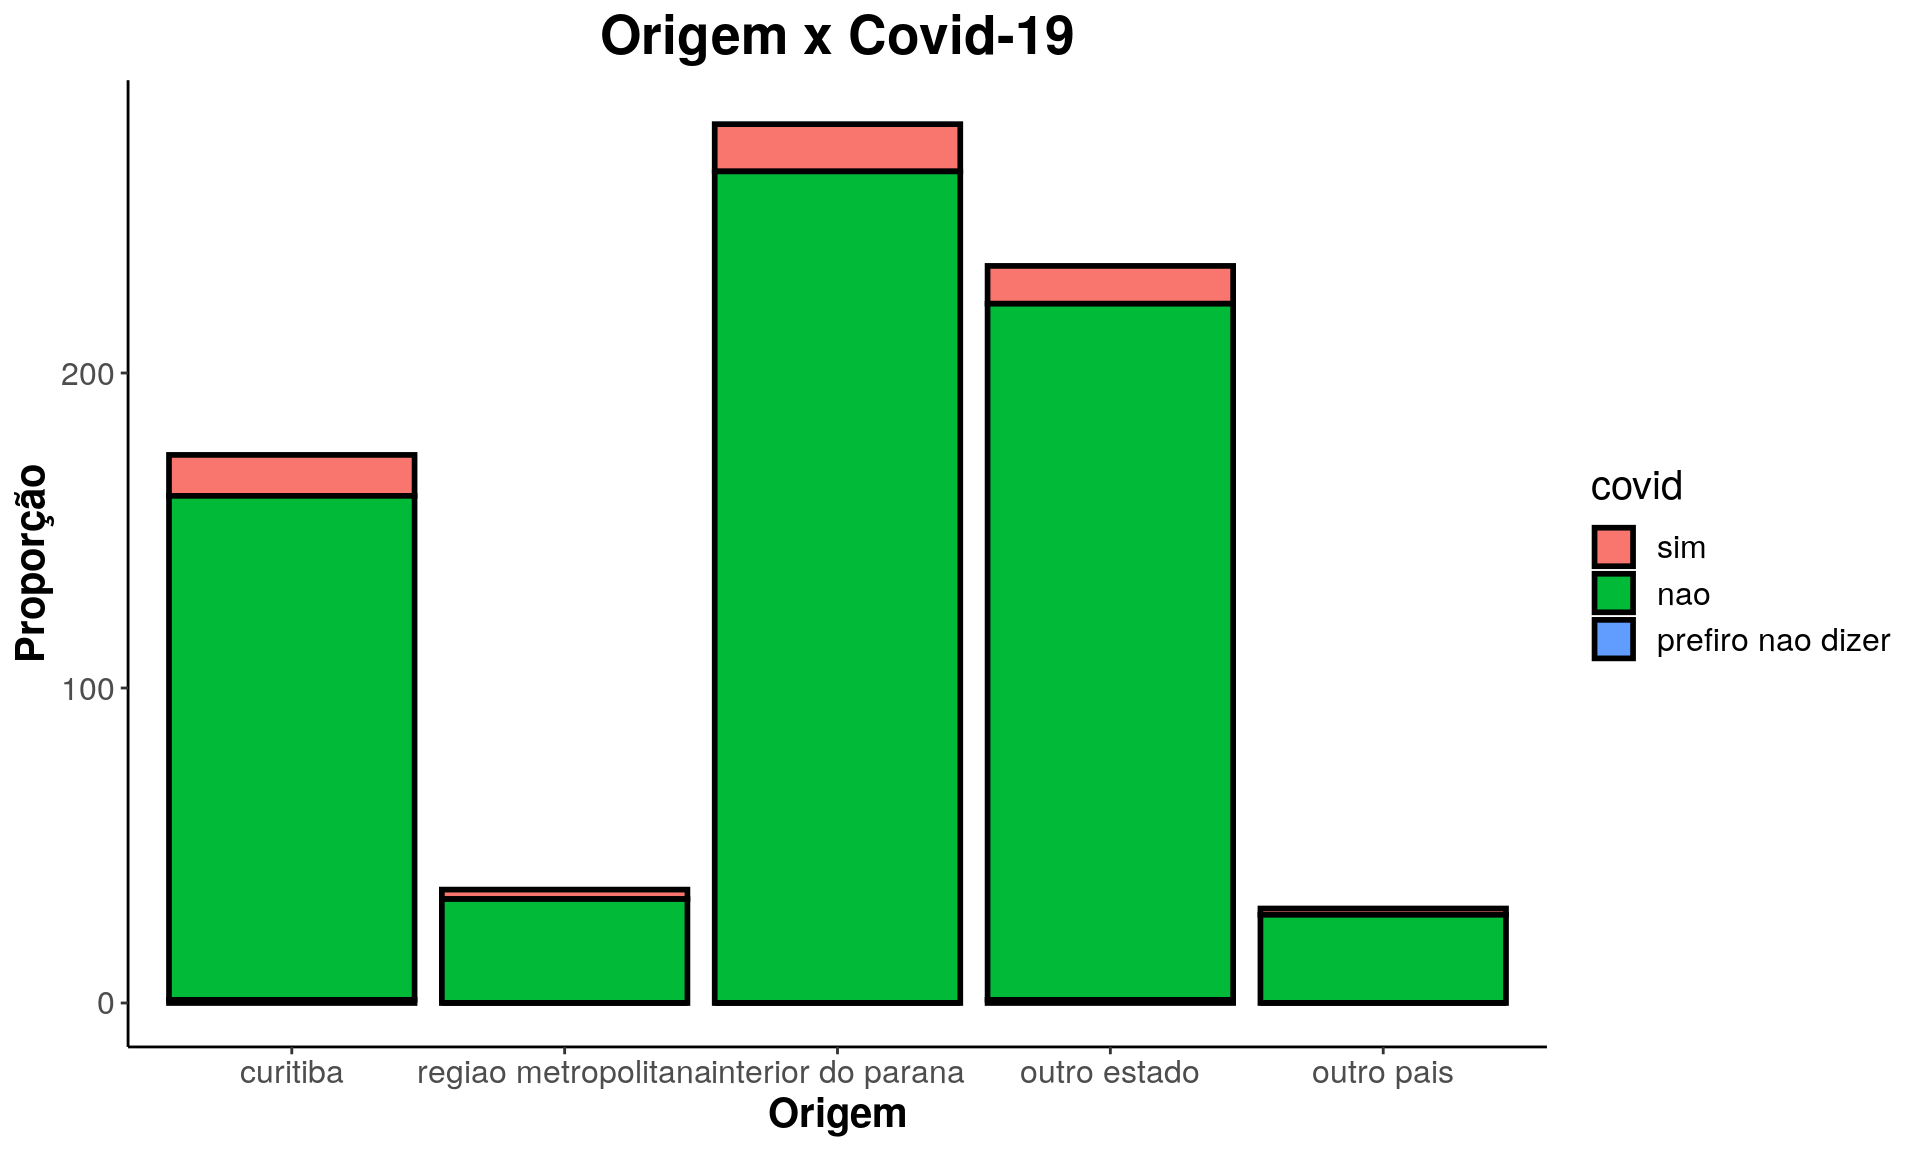 Origem x Covid-19
Proporção
200
100
0
curitiba
regiao metropolitana
interior do parana
outro estado
outro pais
Origem
covid
sim
nao
prefiro nao dizer